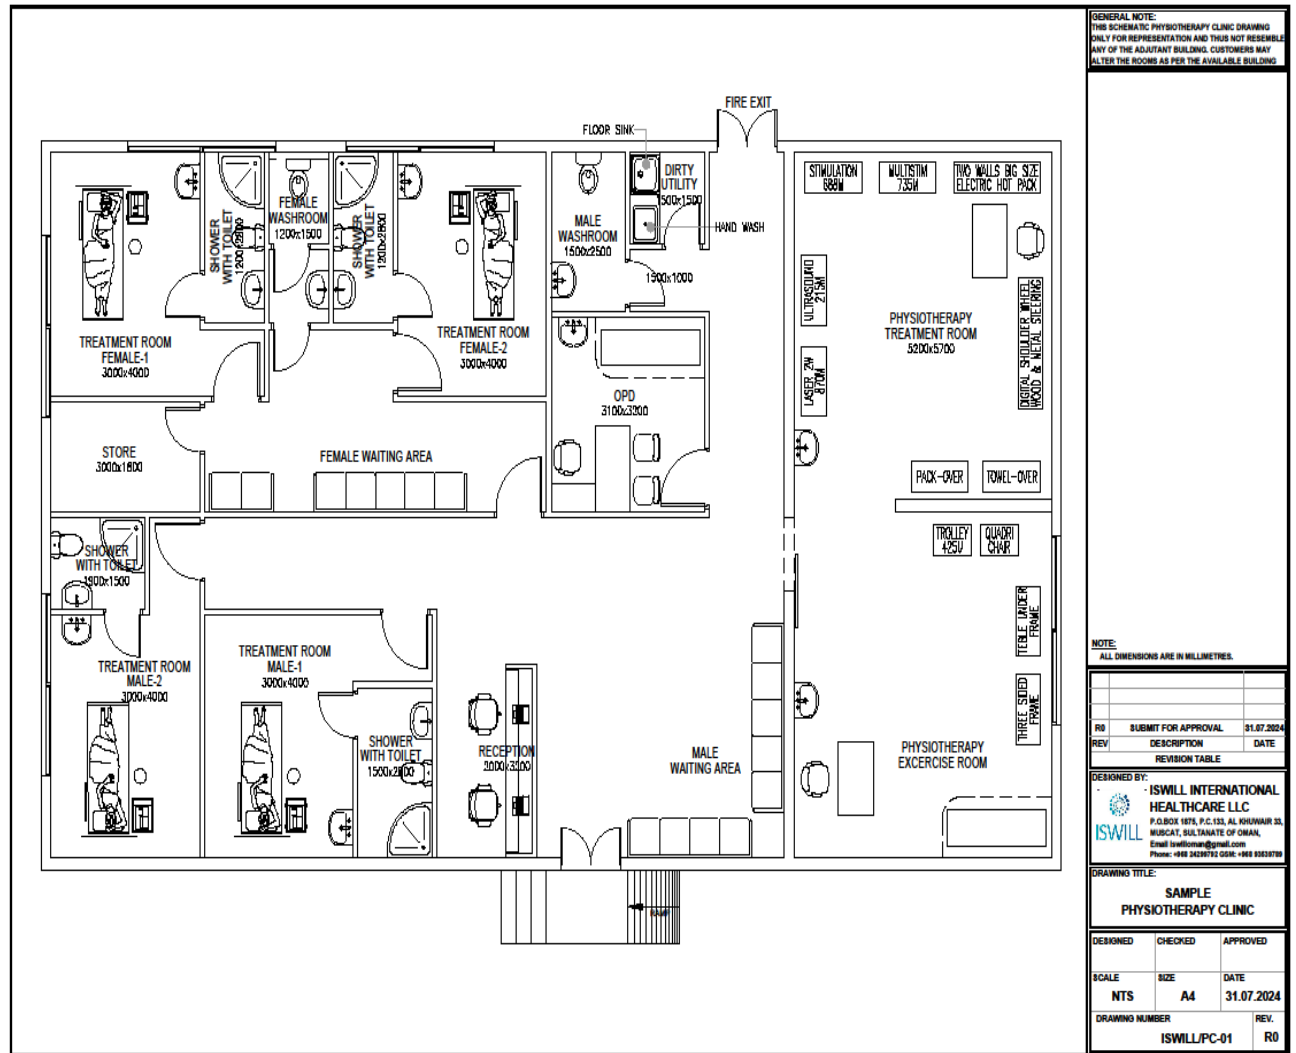 GENERAL NOTE:
THIS SCHEMATIC PHYSIOTHERAPY CLINIC DRAWING
ONLY FOR REPRESENTATION AND THUS NOT RESEMBLE
ANY OF THE ADJUTANT BUILDING. CUSTOMERS MAY
ALTER THE ROOMS AS PER THE AVAILABLE BUILDING
FIRE EXIT
FLOOR SINK
DIRTY
UTILITY
1500x1500
HAND WASH
STIMULATION
688M
MULTISTIM
735M
TWO WALLS BIG SIZE
ELECTRIC HOT PACK
FEMALE
WASHROOM
1200x1500
SHOWER
WITH TOILET
1200x2800
SHOWER
WITH TOILET
1200x2800
MALE
WASHROOM
1500x2500
1500x1000
ULTRASOUND
215M
PHYSIOTHERAPY
TREATMENT ROOM
5200x5700
DIGITAL SHOULDER WHEEL
WOOD & METAL STEERING
TREATMENT ROOM
FEMALE-1
3000x4000
TREATMENT ROOM
FEMALE-2
3000x4000
LASER 2W
870M
OPD
STORE
3000x1800
FEMALE WAITING AREA
PACK-OVER
TOWEL-OVER
TROLLEY
425U
QUADRI
CHAIR
SHOWER
WITH TOILET
1900x1500
FRAME
TREATMENT ROOM
MALE-2
3000x4000
TREATMENT ROOM
MALE-1
3000x4000
THREE SIDED
FRAME
SHOWER
WITH TOILET
RECEPTION
MALE
WAITING AREA
PHYSIOTHERAPY
EXCERCISE ROOM
RAMP
NOTE:
ALL DIMENSIONS ARE IN MILLIMETRES.
R0 SUBMIT FOR APPROVAL 31.07.2024
REV DESCRIPTION DATE
REVISION TABLE
DESIGNED BY:
ISWILL
ISWILL INTERNATIONAL
HEALTHCARE LLC
P.O.BOX 1875, P.C.133, AL KHUWAIR 33,
MUSCAT, SULTANATE OF OMAN,
Email iswilloman@gmail.com
DRAWING TITLE:
SAMPLE
PHYSIOTHERAPY CLINIC
DESIGNED CHECKED APPROVED
SCALE SIZE DATE
NTS A4 31.07.2024
DRAWING NUMBER REV.
ISWILL/PC-01 R0